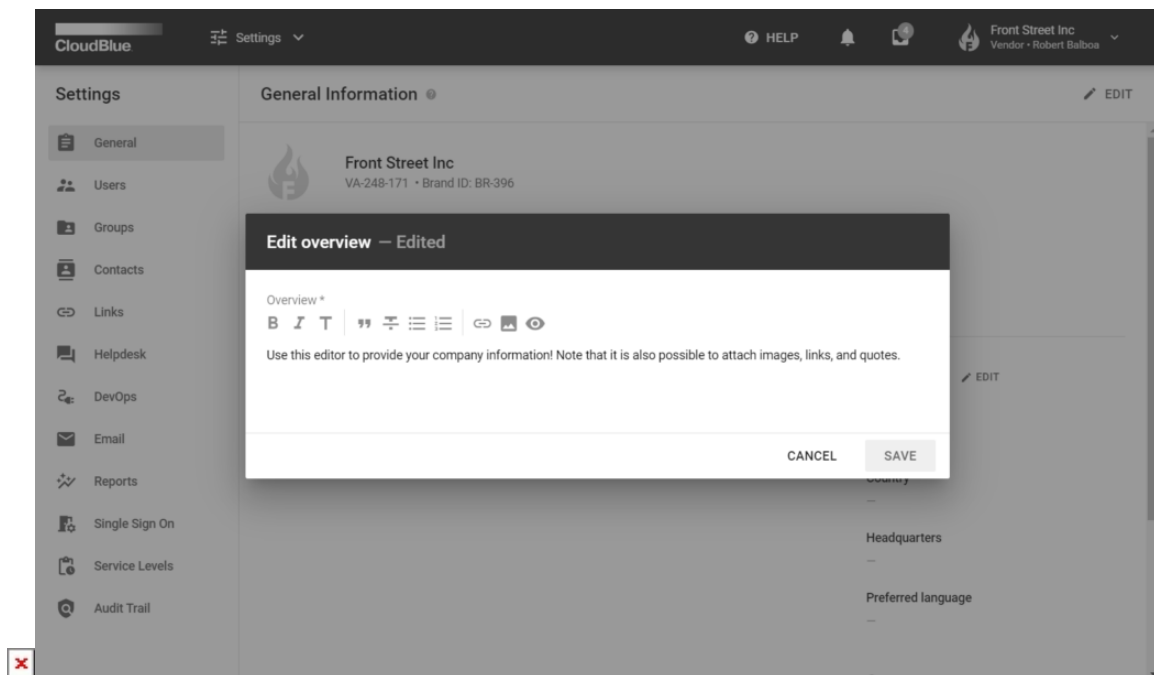 CloudBlue
Settings
HELP
4
Front Street Inc
Vendor • Robert Balboa
Settings
General Information
EDIT
General
Users
Groups
Contacts
Links
Helpdesk
DevOps
Email
Reports
Single Sign On
Service Levels
Audit Trail
Front Street Inc
VA-248-171 • Brand ID: BR-396
Edit overview — Edited
Overview *
B I T
Use this editor to provide your company information! Note that it is also possible to attach images, links, and quotes.
CANCEL SAVE
EDIT
Country
—
Headquarters
—
Preferred language
—